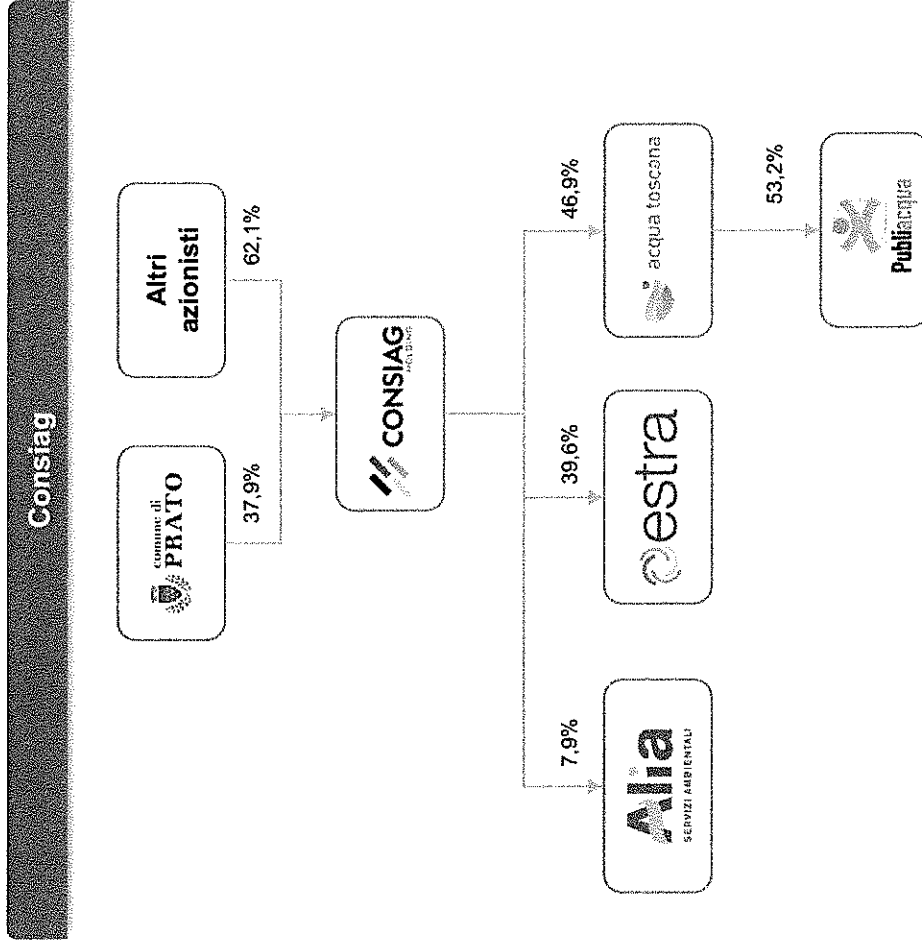 Consiag
comune di
PRATO
Altri
azionisti
37,9%
62,1%
CONSIAG
HOLDING
7,9%
39,6%
46,9%
Alia
SERVIZI AMBIENTALI
estra
acqua toscana
53,2%
Publiacqua